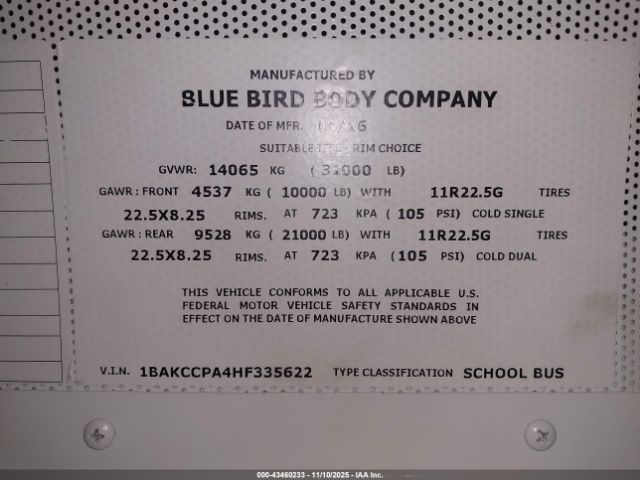 MANUFACTURED BY
BLUE BIRD BODY COMPANY
DATE OF MFR.
SUITABLE RIM CHOICE
GVWR: 14065 KG (31000 LB)
GAWR: FRONT 4537 KG (10000 LB) WITH 11R22.5G TIRES
22.5X8.25 RIMS. AT 723 KPA (105 PSI) COLD SINGLE
GAWR: REAR 9528 KG (21000 LB) WITH 11R22.5G TIRES
22.5X8.25 RIMS. AT 723 KPA (105 PSI) COLD DUAL
THIS VEHICLE CONFORMS TO ALL APPLICABLE U.S.
FEDERAL MOTOR VEHICLE SAFETY STANDARDS IN
EFFECT ON THE DATE OF MANUFACTURE SHOWN ABOVE
V.I.N. 1BAKCCPA4HF335622 TYPE CLASSIFICATION SCHOOL BUS
000-43460233 - 11/10/2025 - IAA Inc.